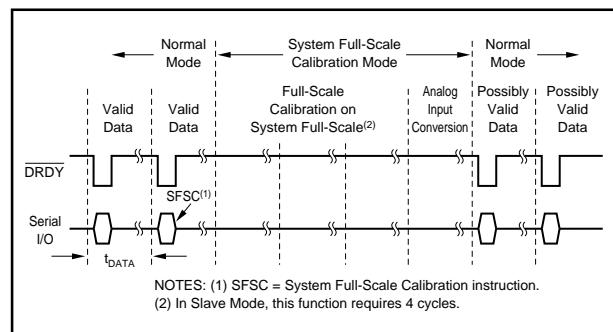 Normal Mode
System Full-Scale Calibration Mode
Normal Mode
Valid Data
Valid Data
Full-Scale Calibration on System Full-Scale(2)
Analog Input Conversion
Possibly Valid Data
Possibly Valid Data
DRDY
SFSC(1)
Serial I/O
tDATA
NOTES: (1) SFSC = System Full-Scale Calibration instruction.
(2) In Slave Mode, this function requires 4 cycles.